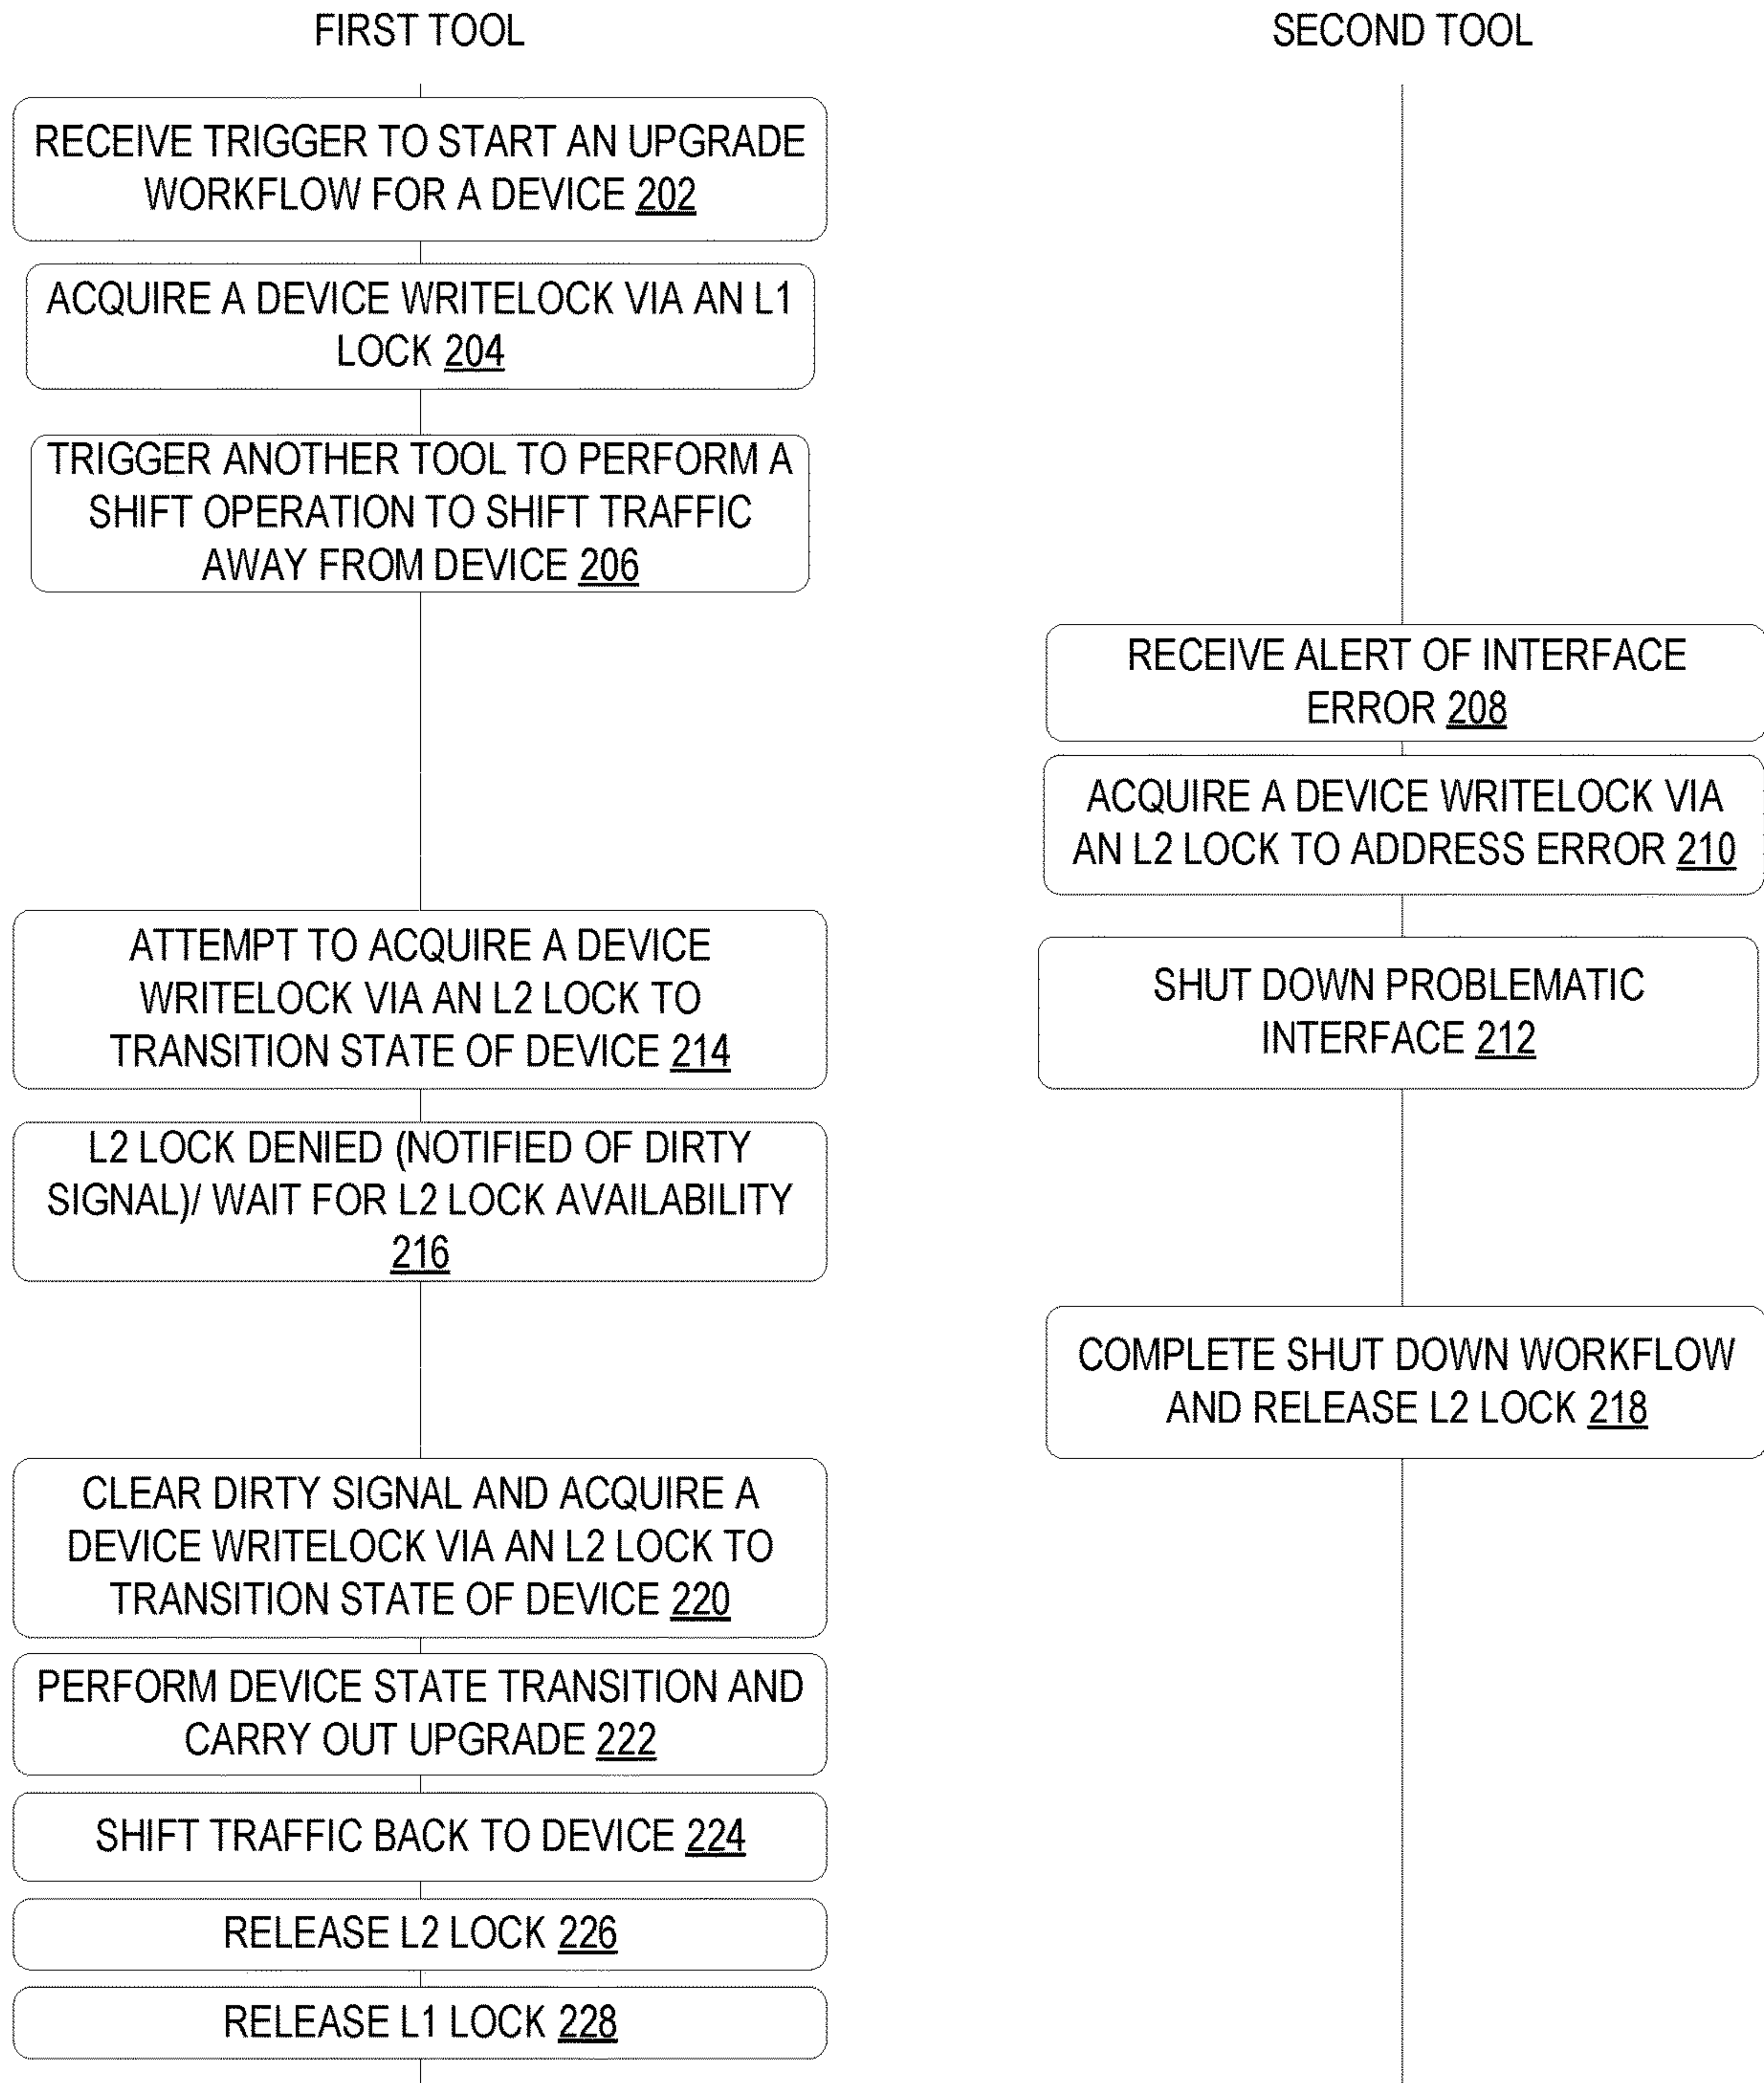 FIRST TOOL
SECOND TOOL
RECEIVE TRIGGER TO START AN UPGRADE
WORKFLOW FOR A DEVICE 202
ACQUIRE A DEVICE WRITELOCK VIA AN L1
LOCK 204
TRIGGER ANOTHER TOOL TO PERFORM A
SHIFT OPERATION TO SHIFT TRAFFIC
AWAY FROM DEVICE 206
RECEIVE ALERT OF INTERFACE
ERROR 208
ACQUIRE A DEVICE WRITELOCK VIA
AN L2 LOCK TO ADDRESS ERROR 210
SHUT DOWN PROBLEMATIC
INTERFACE 212
ATTEMPT TO ACQUIRE A DEVICE
WRITELOCK VIA AN L2 LOCK TO
TRANSITION STATE OF DEVICE 214
L2 LOCK DENIED (NOTIFIED OF DIRTY
SIGNAL)/ WAIT FOR L2 LOCK AVAILABILITY
216
COMPLETE SHUT DOWN WORKFLOW
AND RELEASE L2 LOCK 218
CLEAR DIRTY SIGNAL AND ACQUIRE A
DEVICE WRITELOCK VIA AN L2 LOCK TO
TRANSITION STATE OF DEVICE 220
PERFORM DEVICE STATE TRANSITION AND
CARRY OUT UPGRADE 222
SHIFT TRAFFIC BACK TO DEVICE 224
RELEASE L2 LOCK 226
RELEASE L1 LOCK 228